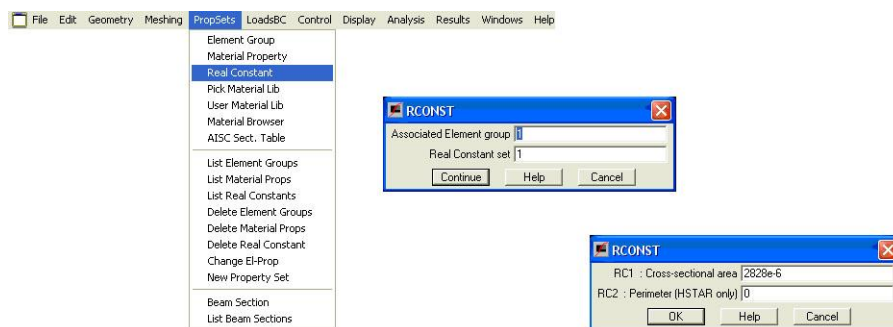 File Edit Geometry Meshing PropSets LoadsBC Control Display Analysis Results Windows Help
Element Group
Material Property
Real Constant
Pick Material Lib
User Material Lib
Material Browser
AISC Sect. Table
List Element Groups
List Material Props
List Real Constants
Delete Element Groups
Delete Material Props
Delete Real Constant
Change El-Prop
New Property Set
Beam Section
List Beam Sections
RCONST
Associated Element group 1
Real Constant set 1
Continue Help Cancel
RCONST
RC1 : Cross-sectional area 2828e-6
RC2 : Perimeter (HSTAR only) 0
OK Help Cancel